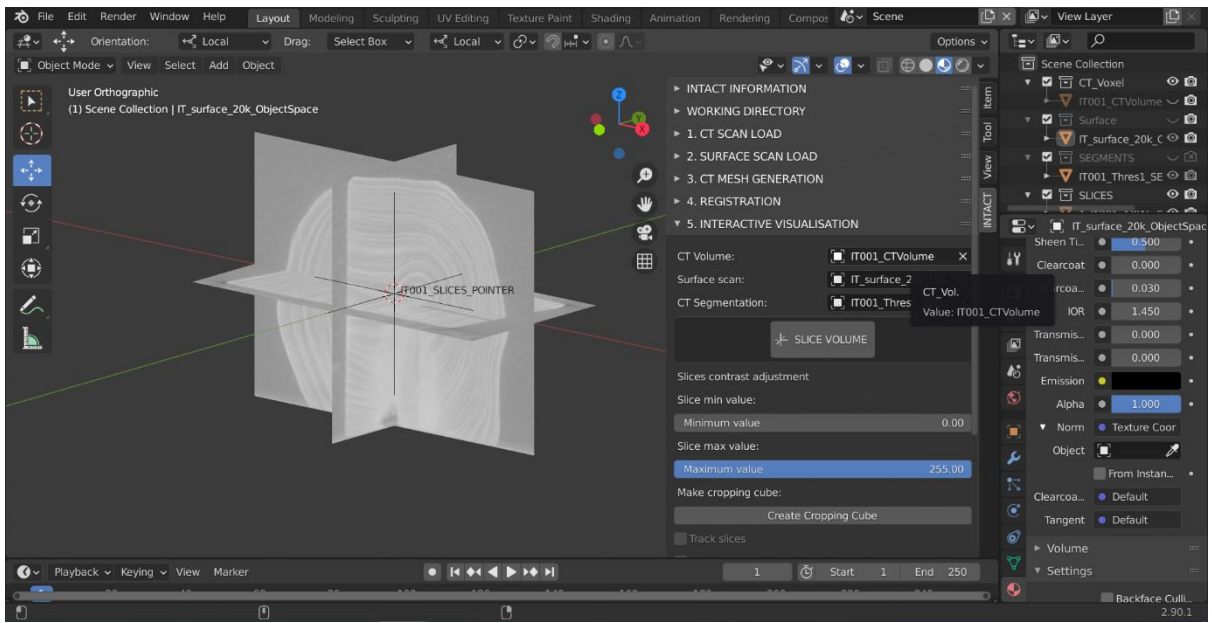 File Edit Render Window Help Layout Modeling Sculpting UV Editing Texture Paint Shading Animation Rendering Compos Scene View Layer
Orientation: Local Drag: Select Box Local Options
Object Mode View Select Add Object
User Orthographic
(1) Scene Collection | IT_surface_20k_ObjectSpace
Z
Y
X
IT001_SLICES_POINTER
INTACT INFORMATION
WORKING DIRECTORY
1. CT SCAN LOAD
2. SURFACE SCAN LOAD
3. CT MESH GENERATION
4. REGISTRATION
5. INTERACTIVE VISUALISATION
CT Volume: IT001_CTVolume
Surface scan: IT_surface_2
CT Segmentation: IT001_Thres
CT_Vol.
Value: IT001_CTVolume
SLICE VOLUME
Slices contrast adjustment
Slice min value:
Minimum value 0.00
Slice max value:
Maximum value 255.00
Make cropping cube:
Create Cropping Cube
Track slices
Item
Tool
View
INTACT
Scene Collection
CT_Voxel
IT001_CTVolume
Surface
IT_surface_20k_O
SEGMENTS
IT001_Thres1_SE
SLICES
IT_surface_20k_ObjectSpac
Sheen Ti... 0.500
Clearcoat 0.000
arcoa... 0.030
IOR 1.450
Transmis... 0.000
Transmis... 0.000
Emission
Alpha 1.000
Norm Texture Coor
Object
From Instan...
Clearcoa... Default
Tangent Default
Volume
Settings
Backface Culli...
Playback Keying View Marker 1 Start 1 End 250
2.90.1